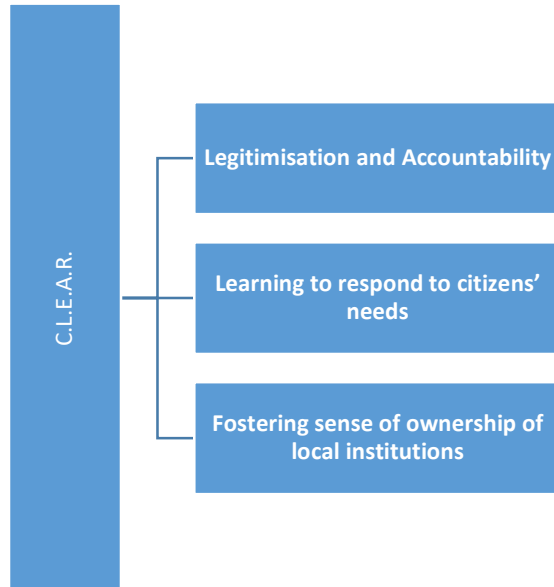 C.L.E.A.R.
Legitimisation and Accountability
Learning to respond to citizens’
needs
Fostering sense of ownership of
local institutions